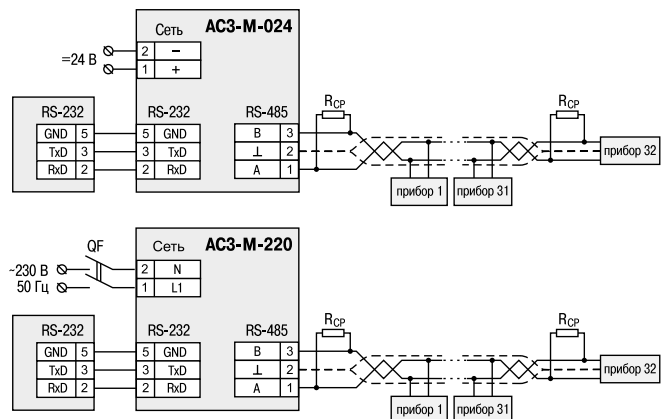 Сеть АС3-М-024
=24 В
2 –
1 +
RS-232 RS-232 RS-485 RСР RСР
GND 5 5 GND B 3
TxD 3 3 TxD ⊥ 2
RxD 2 2 RxD A 1
прибор 32
прибор 1 прибор 31
QF Сеть АС3-М-220
~230 В 2 N
50 Гц 1 L1
RS-232 RS-232 RS-485 RСР RСР
GND 5 5 GND B 3
TxD 3 3 TxD ⊥ 2
RxD 2 2 RxD A 1
прибор 32
прибор 1 прибор 31